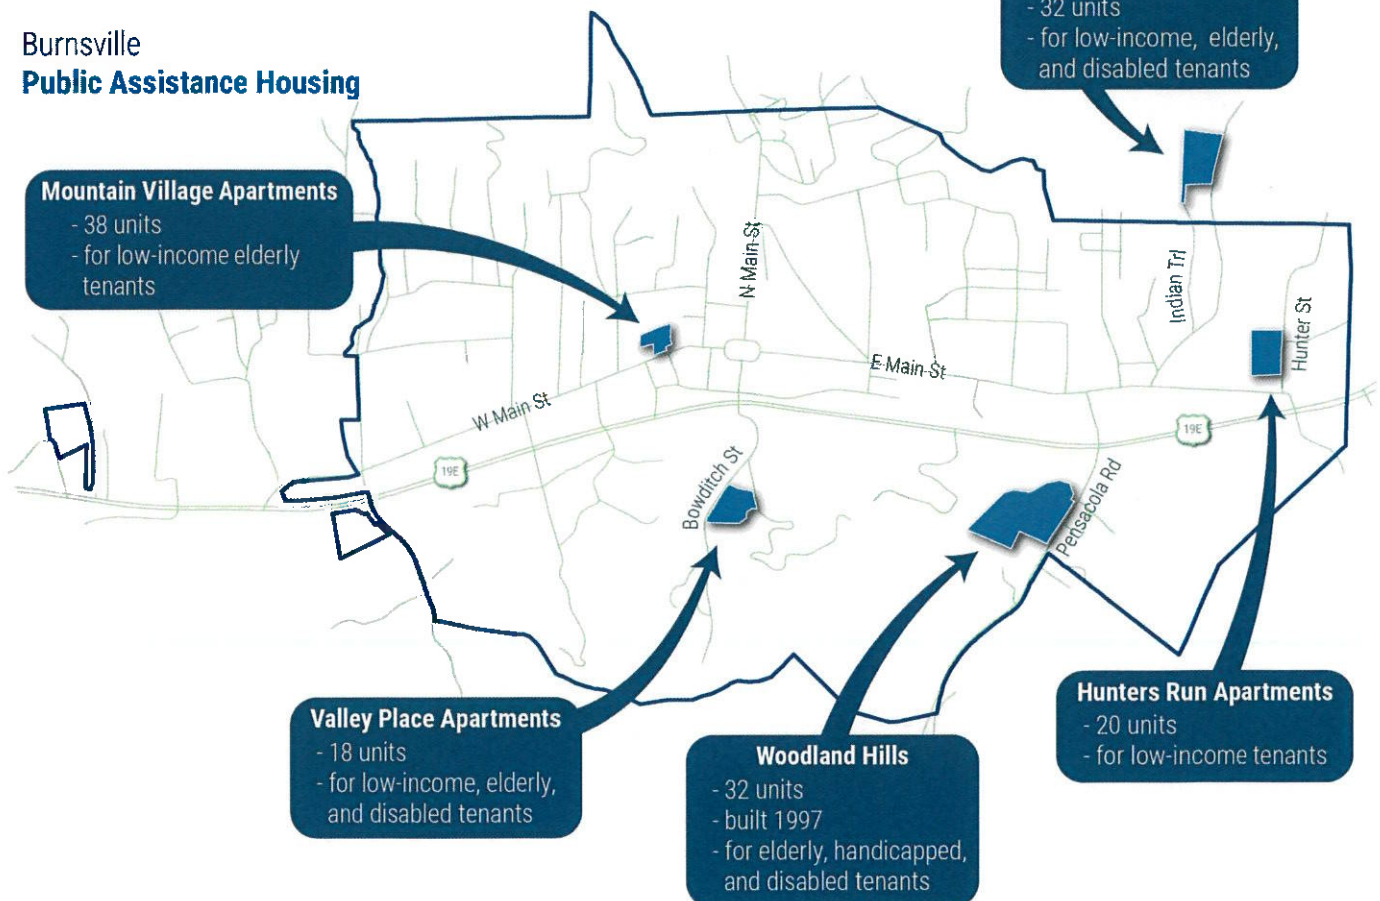 Burnsville
Public Assistance Housing
- 32 units
- for low-income, elderly,
and disabled tenants
Mountain Village Apartments
- 38 units
- for low-income elderly
tenants
N Main St
Indian Trl
Hunter St
E Main St
W Main St
19E
19E
Bowditch St
Pensacola Rd
Valley Place Apartments
- 18 units
- for low-income, elderly,
and disabled tenants
Woodland Hills
- 32 units
- built 1997
- for elderly, handicapped,
and disabled tenants
Hunters Run Apartments
- 20 units
- for low-income tenants